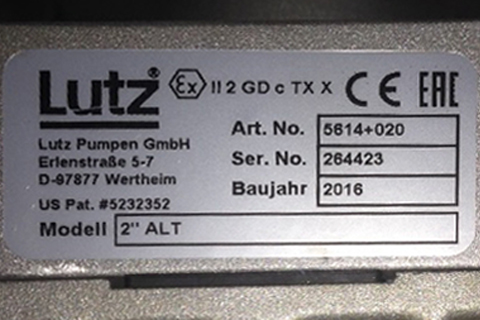 Lutz® Ex II 2 GD c TX X CE EAC
Lutz Pumpen GmbH
Erlenstraße 5-7
D-97877 Wertheim
US Pat. #5232352
Art. No. 5614+020
Ser. No. 264423
Baujahr 2016
Modell 2" ALT